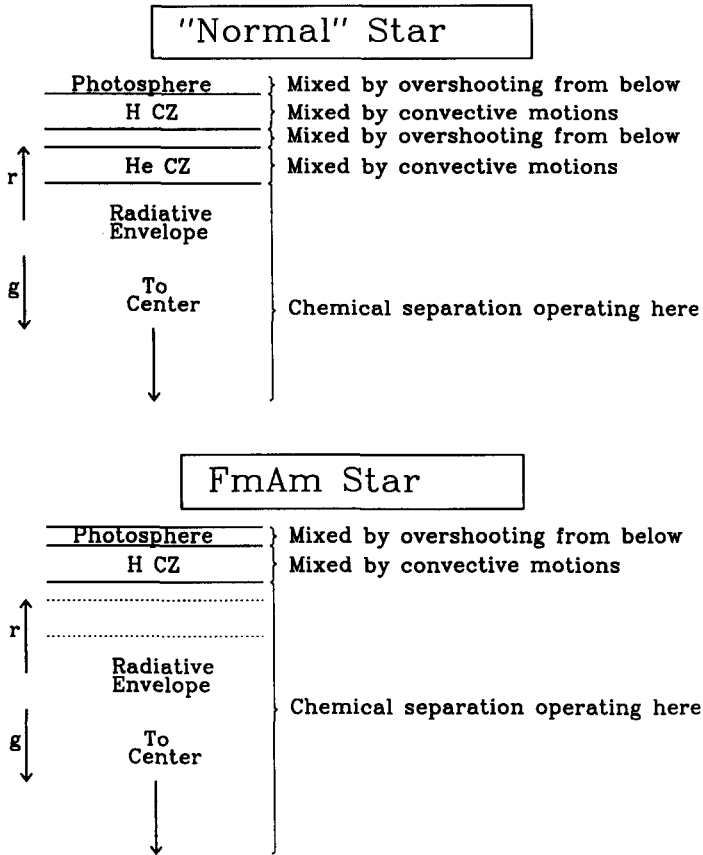 "Normal" Star
Photosphere
Mixed by overshooting from below
H CZ
Mixed by convective motions
Mixed by overshooting from below
He CZ
Mixed by convective motions
r
Radiative
Envelope
g
To
Center
Chemical separation operating here
FmAm Star
Photosphere
Mixed by overshooting from below
H CZ
Mixed by convective motions
r
Radiative
Envelope
Chemical separation operating here
g
To
Center